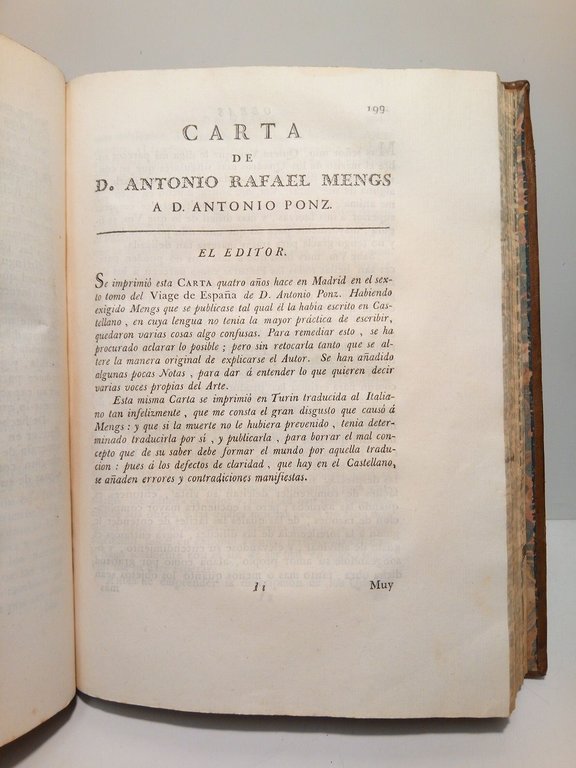 199
CARTA
DE
D. ANTONIO RAFAEL MENGS
A D. ANTONIO PONZ.
EL EDITOR.
Se imprimió esta CARTA quatro años hace en Madrid en el sex-
to tomo del Viage de España de D. Antonio Ponz. Habiendo
exigido Mengs que se publicase tal qual él la habia escrito en Cas-
tellano, en cuya lengua no tenia la mayor práctica de escribir,
quedaron varias cosas algo confusas. Para remediar esto, se ha
procurado aclarar lo posible; pero sin retocarla tanto que se al-
tere la manera original de explicarse el Autor. Se han añadido
algunas pocas Notas, para dar á entender lo que quieren decir
varias voces propias del Arte.
Esta misma Carta se imprimió en Turin traducida al Italia-
no tan infelizmente, que me consta el gran disgusto que causó á
Mengs: y que si la muerte no le hubiera prevenido, tenia deter-
minado traducirla por sí, y publicarla, para borrar el mal con-
cepto que de su saber debe formar el mundo por aquella tradu-
cion: pues á los defectos de claridad, que hay en el Castellano,
se añaden errores y contradiciones manifiestas.
Ii
Muy